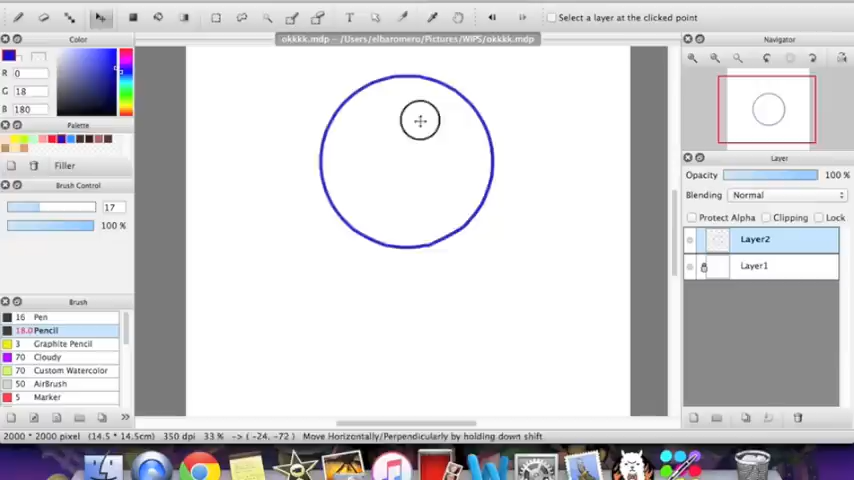 Select a layer at the clicked point
okkkk.mdp – /Users/elbaromero/Pictures/WIPS/okkkk.mdp
Color
R 0
G 18
B 180
Palette
Filler
Brush Control
17
100 %
Brush
16 Pen
18.0 Pencil
3 Graphite Pencil
70 Cloudy
70 Custom Watercolor
50 AirBrush
5 Marker
Navigator
Layer
Opacity 100 %
Blending Normal
Protect Alpha Clipping Lock
Layer2
Layer1
2000 * 2000 pixel (14.5 * 14.5cm) 350 dpi 33 % -> (-24, -72) Move Horizontally/Perpendicularly by holding down shift